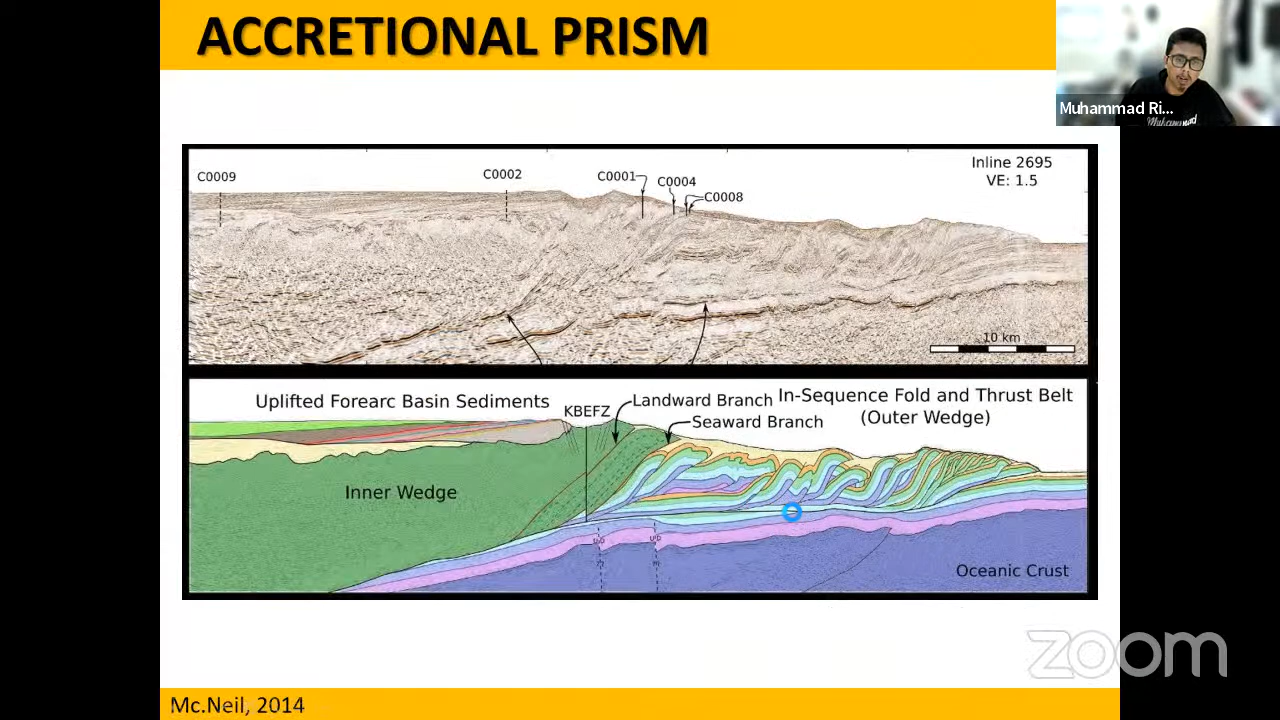 ACCRETIONAL PRISM
Muhammad Ri...
Inline 2695
VE: 1.5
C0009
C0002
C0001
C0004
C0008
10 km
Uplifted Forearc Basin Sediments
KBEFZ
Landward Branch
Seaward Branch
In-Sequence Fold and Thrust Belt
(Outer Wedge)
Inner Wedge
U D
U D
Oceanic Crust
zoom
Mc.Neil, 2014